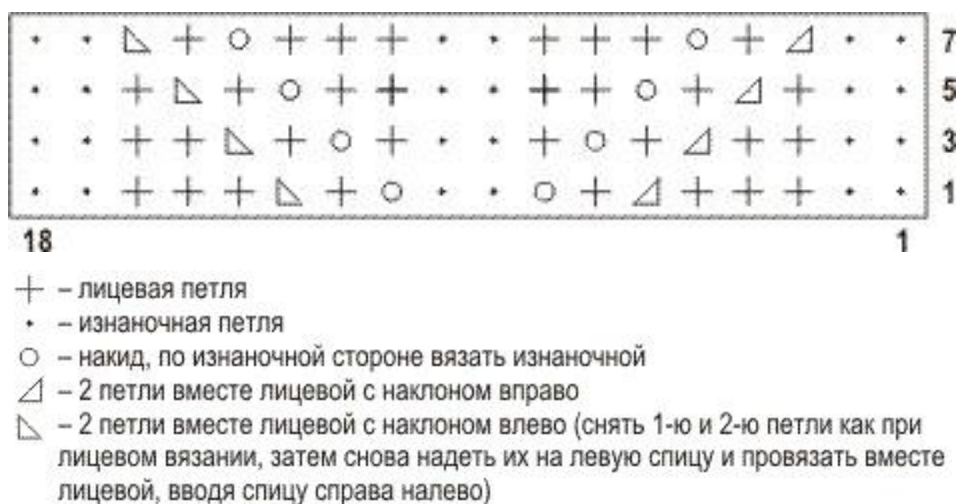 7
5
3
1
18 1
– лицевая петля
– изнаночная петля
– накид, по изнаночной стороне вязать изнаночной
– 2 петли вместе лицевой с наклоном вправо
– 2 петли вместе лицевой с наклоном влево (снять 1-ю и 2-ю петли как при
лицевом вязании, затем снова надеть их на левую спицу и провязать вместе
лицевой, вводя спицу справа налево)